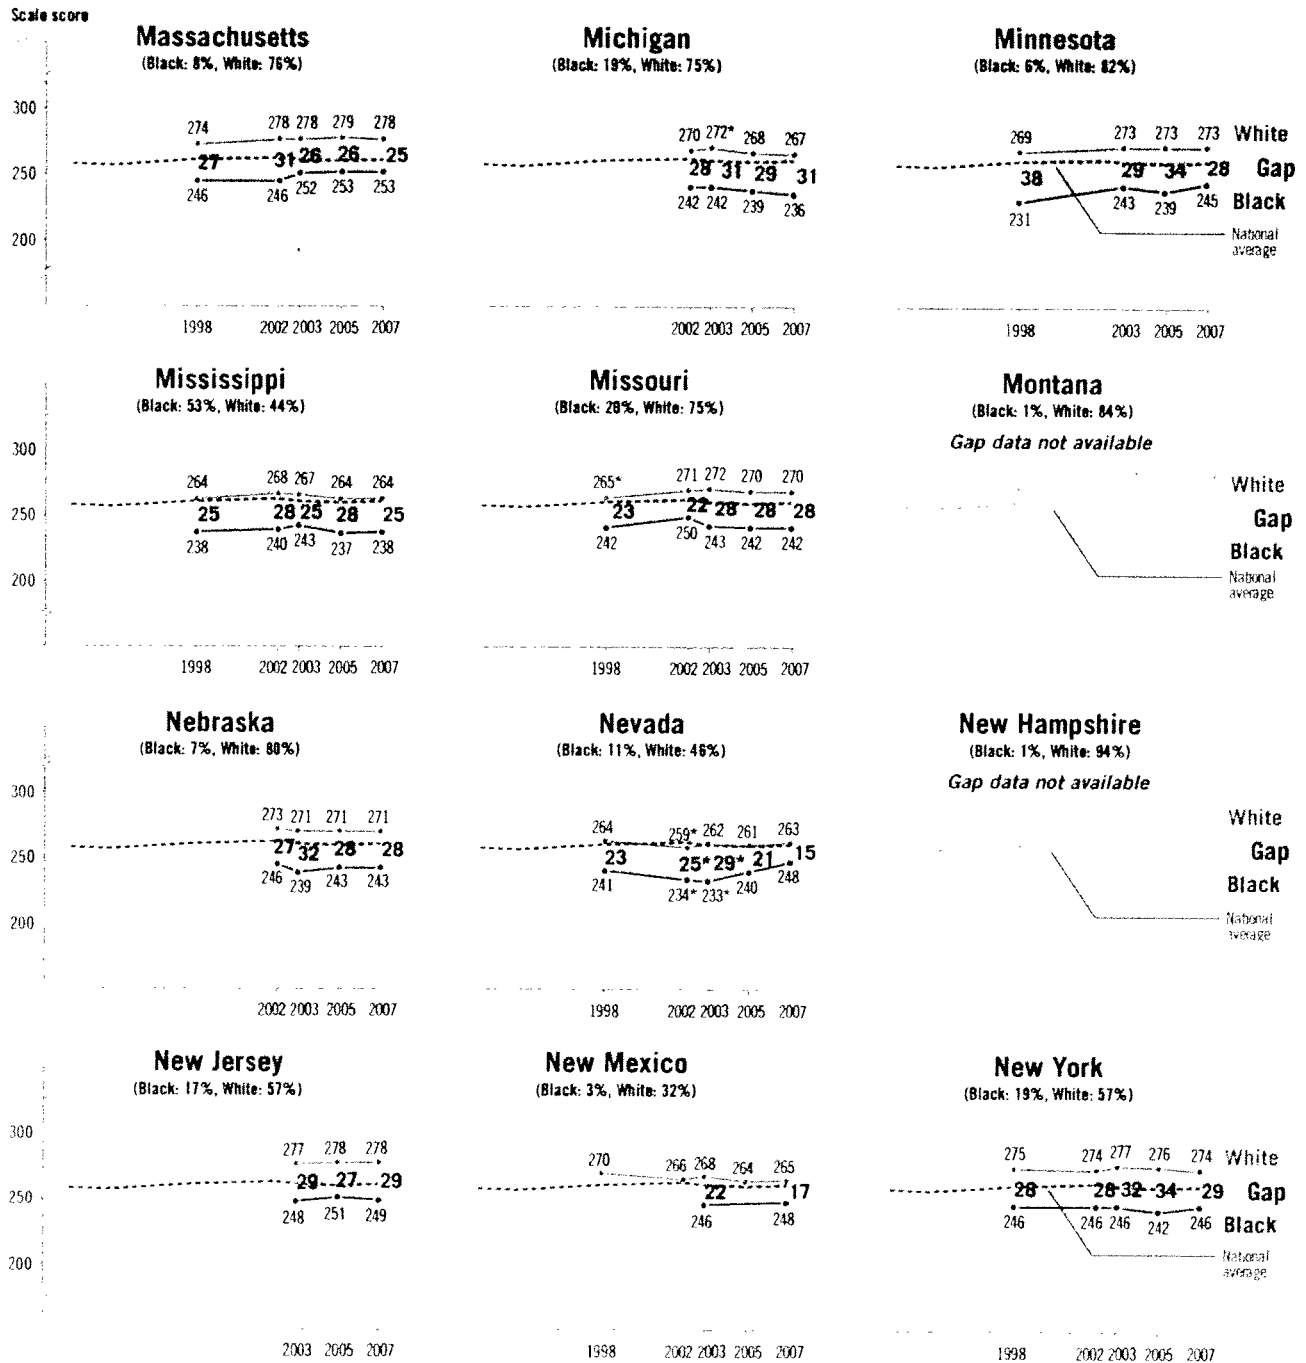 Scale score
Massachusetts
(Black: 8%, White: 76%)
300
250
200
274 278 278 279 278
27 31 26 26 25
246 246 252 253 253
1998 2002 2003 2005 2007
Michigan
(Black: 19%, White: 75%)
270 272* 268 267
28 31 29 31
242 242 239 236
2002 2003 2005 2007
Minnesota
(Black: 6%, White: 82%)
269 273 273 273 White
38 29 34 28 Gap
231 243 239 245 Black
National
average
1998 2003 2005 2007
Mississippi
(Black: 53%, White: 44%)
300
250
200
264 268 267 264 264
25 28 25 28 25
238 240 243 237 238
1998 2002 2003 2005 2007
Missouri
(Black: 20%, White: 75%)
265* 271 272 270 270
23 22 28 28 28
242 250 243 242 242
1998 2002 2003 2005 2007
Montana
(Black: 1%, White: 84%)
Gap data not available
White
Gap
Black
National
average
Nebraska
(Black: 7%, White: 80%)
300
250
200
273 271 271 271
27 32 28 28
246 239 243 243
2002 2003 2005 2007
Nevada
(Black: 11%, White: 46%)
264 259* 262 261 263
23 25* 29* 21 15
241 234* 233* 240 248
1998 2002 2003 2005 2007
New Hampshire
(Black: 1%, White: 94%)
Gap data not available
White
Gap
Black
National
average
New Jersey
(Black: 17%, White: 57%)
300
250
200
277 278 278
29 27 29
248 251 249
2003 2005 2007
New Mexico
(Black: 3%, White: 32%)
270 266 268 264 265
22 17
246 248
1998 2002 2003 2005 2007
New York
(Black: 19%, White: 57%)
275 274 277 276 274 White
28 28 32 34 29 Gap
246 246 246 242 246 Black
National
average
1998 2002 2003 2005 2007